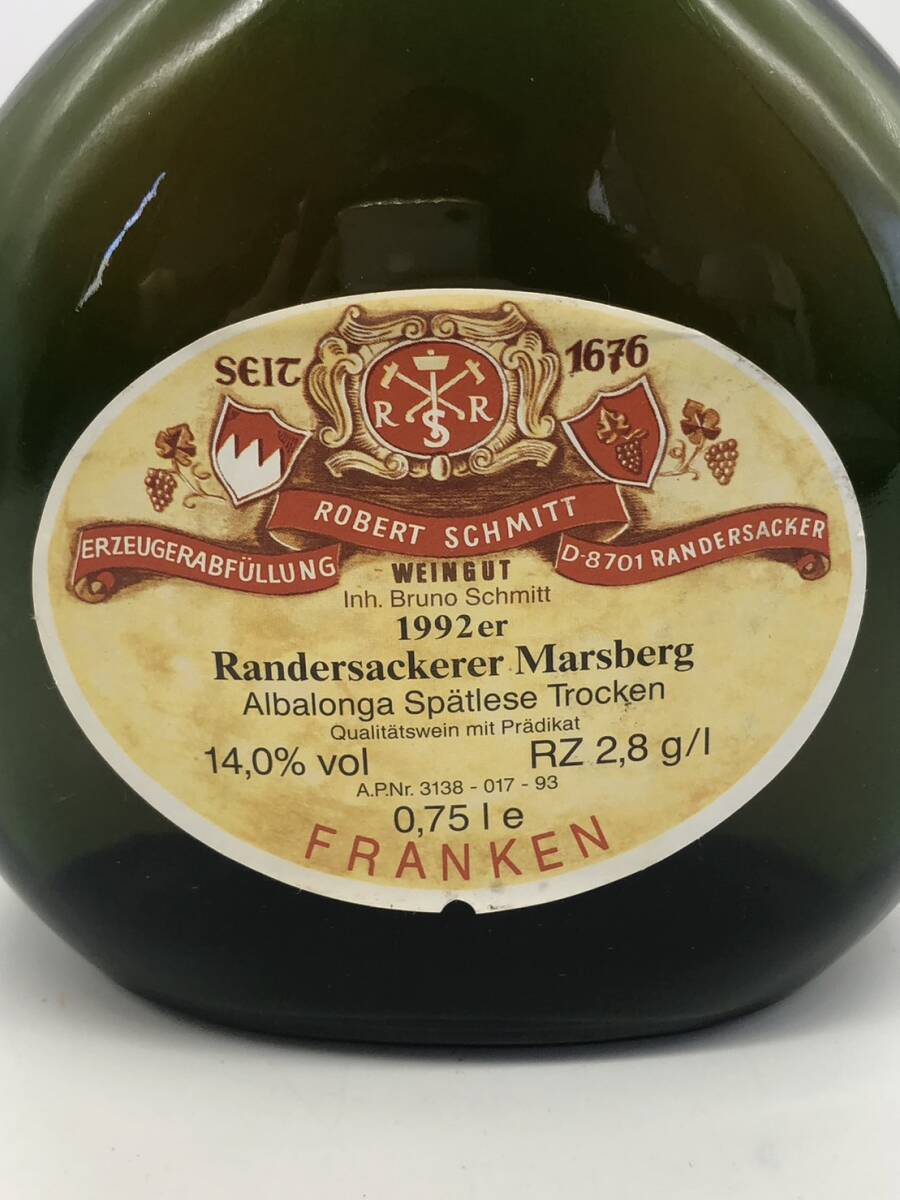 SEIT 1676
R S R
ROBERT SCHMITT
ERZEUGERABFÜLLUNG
D-8701 RANDERSACKER
WEINGUT
Inh. Bruno Schmitt
1992er
Randersackerer Marsberg
Albalonga Spätlese Trocken
Qualitätswein mit Prädikat
14,0% vol RZ 2,8 g/l
A.P.Nr. 3138 - 017 - 93
0,75 l e
FRANKEN